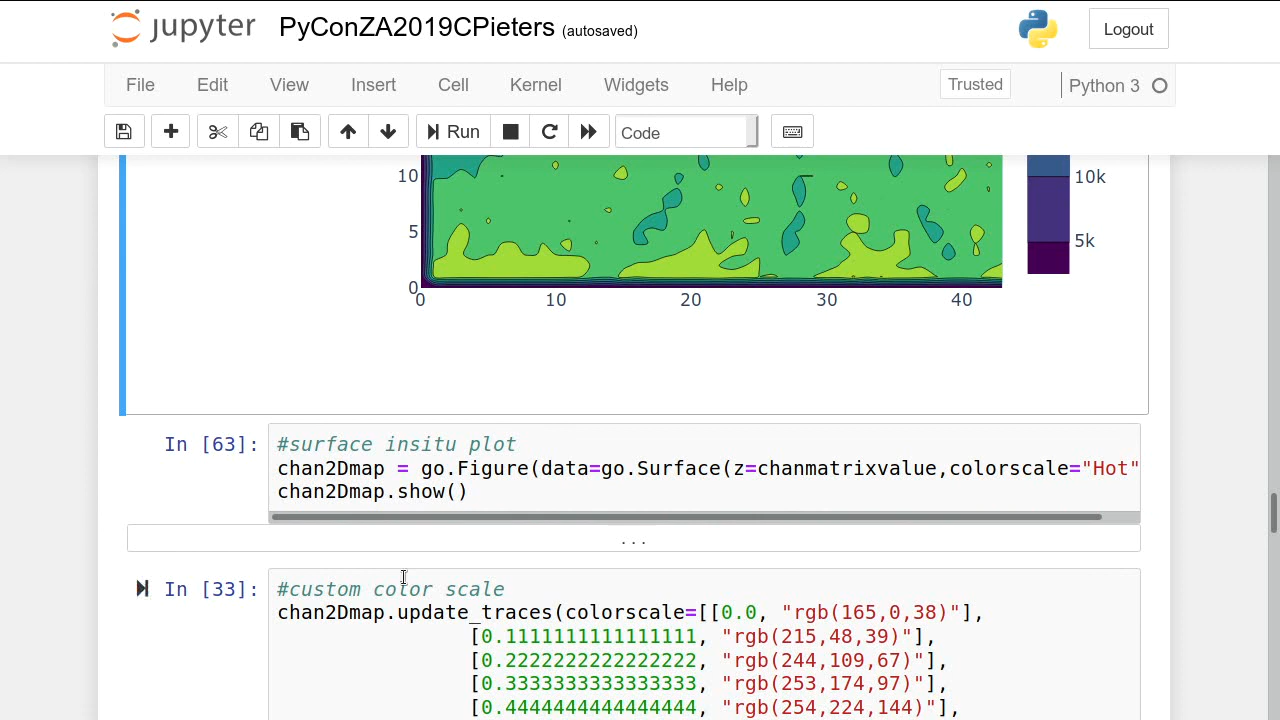 jupyter PyConZA2019CPieters (autosaved) Logout
File Edit View Insert Cell Kernel Widgets Help Trusted Python 3
Run Code
10 10k
5 5k
0
0 10 20 30 40
In [63]: #surface insitu plot
chan2Dmap = go.Figure(data=go.Surface(z=chanmatrixvalue,colorscale="Hot"
chan2Dmap.show()
...
In [33]: #custom color scale
chan2Dmap.update_traces(colorscale=[[0.0, "rgb(165,0,38)"],
[0.1111111111111111, "rgb(215,48,39)"],
[0.2222222222222222, "rgb(244,109,67)"],
[0.3333333333333333, "rgb(253,174,97)"],
[0.4444444444444444, "rgb(254,224,144)"],